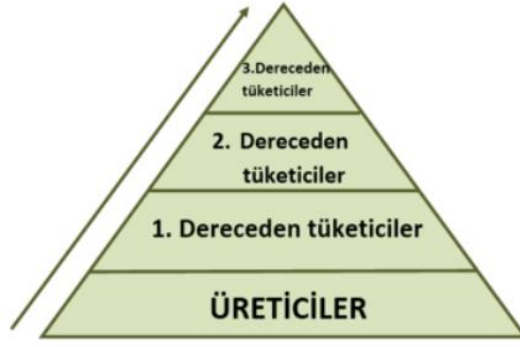 3.Dereceden
tüketiciler
2. Dereceden
tüketiciler
1. Dereceden tüketiciler
ÜRETİCİLER